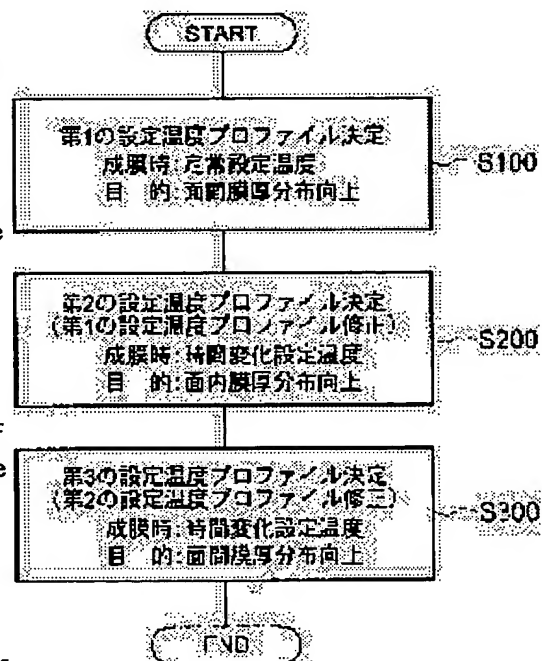 START
第1の設定温度プロファイル決定
成膜時:定常設定温度
目 的:面間膜厚分布向上
S100
第2の設定温度プロファイル決定
(第1の設定温度プロファイル修正)
成膜時:時間変化設定温度
目 的:面内膜厚分布向上
S200
第3の設定温度プロファイル決定
(第2の設定温度プロファイル修正)
成膜時:時間変化設定温度
目 的:面間膜厚分布向上
S300
END